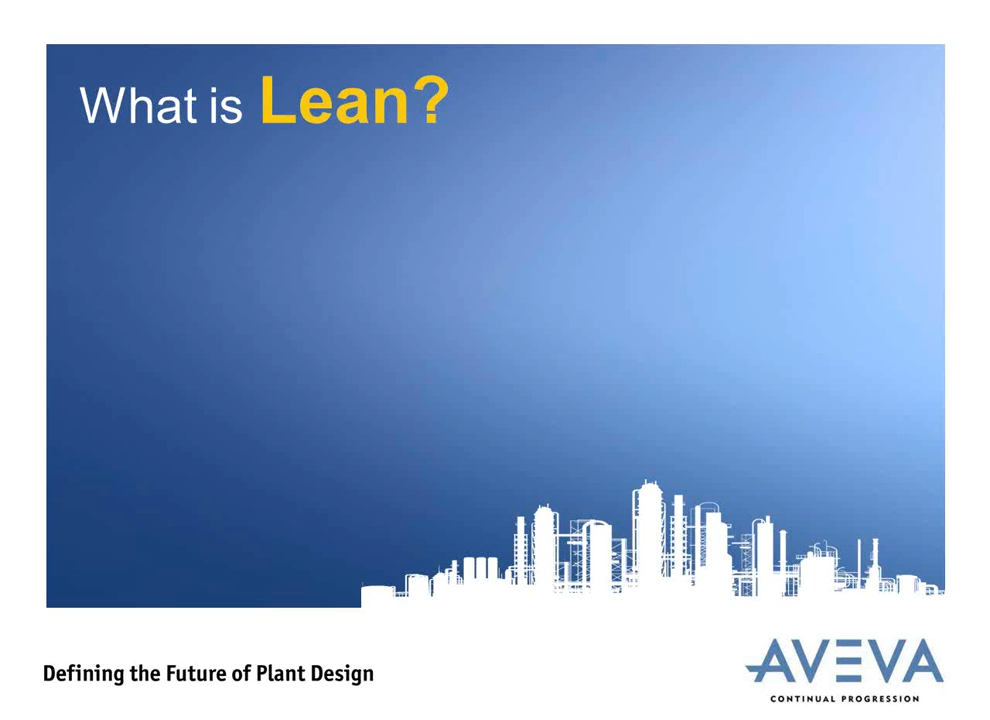 What is Lean?
Defining the Future of Plant Design
AVEVA
CONTINUAL PROGRESSION